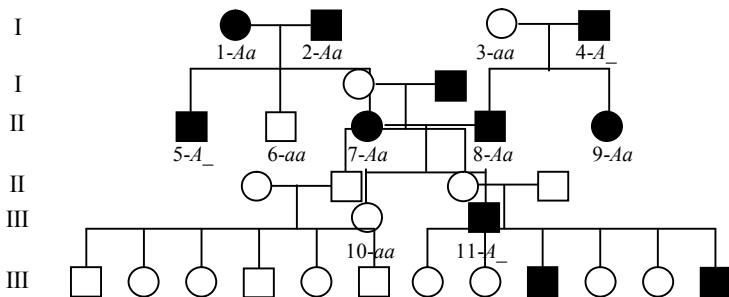 I
1-Aa 2-Aa 3-aa 4-A_
I
II
5-A_ 6-aa 7-Aa 8-Aa 9-Aa
II
III
10-aa 11-A_
III